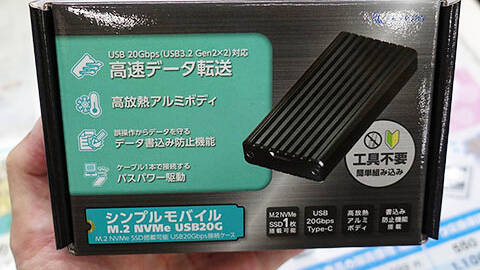 USB 20Gbps(USB3.2 Gen2×2)対応
高速データ転送
高放熱アルミボディ
誤操作からデータを守る
データ書込み防止機能
ケーブル1本で接続する
バスパワー駆動
工具不要
簡単組み込み
シンプルモバイル
M.2 NVMe USB20G
M.2 NVMe SSD搭載可能 USB20Gbps接続ケース
M.2 NVMe
SSD1枚
搭載可能
USB
20Gbps
Type-C
高放熱
アルミ
ボディ
書込み
防止機能
搭載